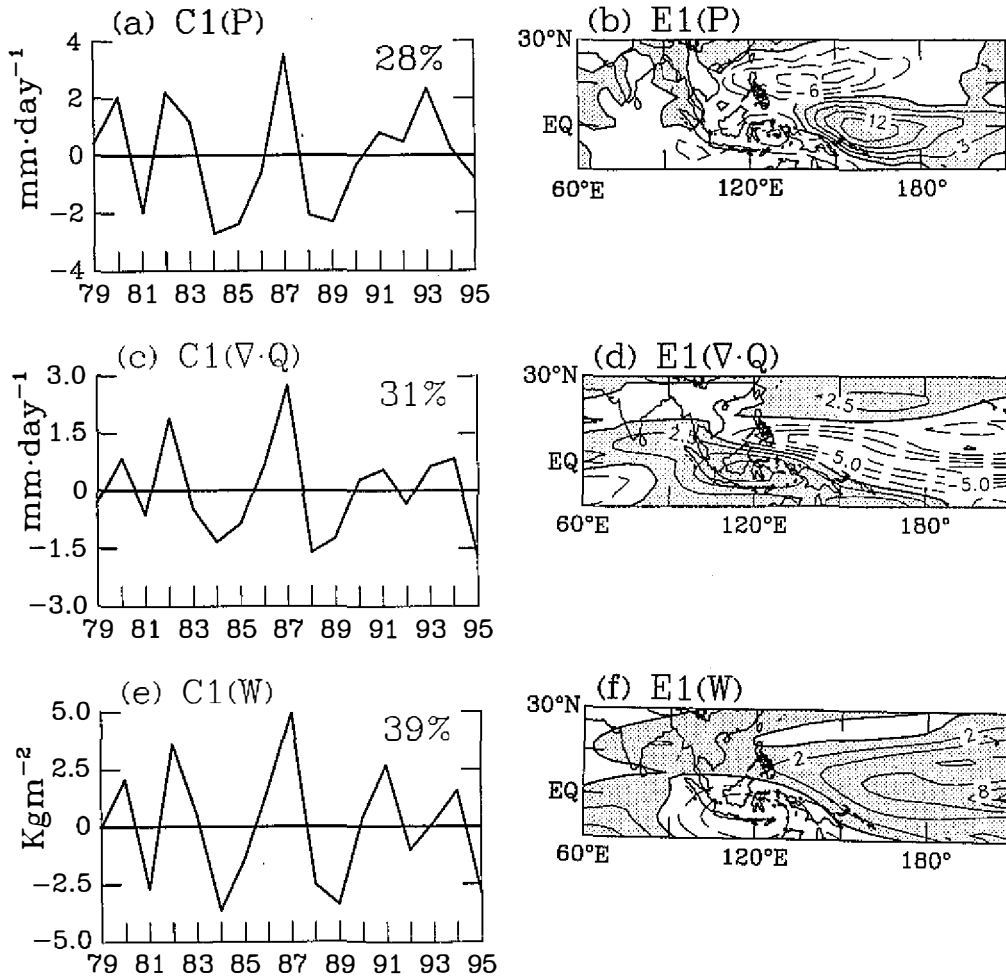 (a) C1(P)
28%
mm·day⁻¹
4
2
0
−2
−4
79 81 83 85 87 89 91 93 95
(b) E1(P)
30°N
EQ
60°E 120°E 180°
6
12
3
(c) C1(∇·Q)
31%
mm·day⁻¹
3.0
1.5
0
−1.5
−3.0
79 81 83 85 87 89 91 93 95
(d) E1(∇·Q)
30°N
EQ
60°E 120°E 180°
2.5
5.0
5.0
(e) C1(W)
39%
Kgm⁻²
5.0
2.5
0
−2.5
−5.0
79 81 83 85 87 89 91 93 95
(f) E1(W)
30°N
EQ
60°E 120°E 180°
2
2
8